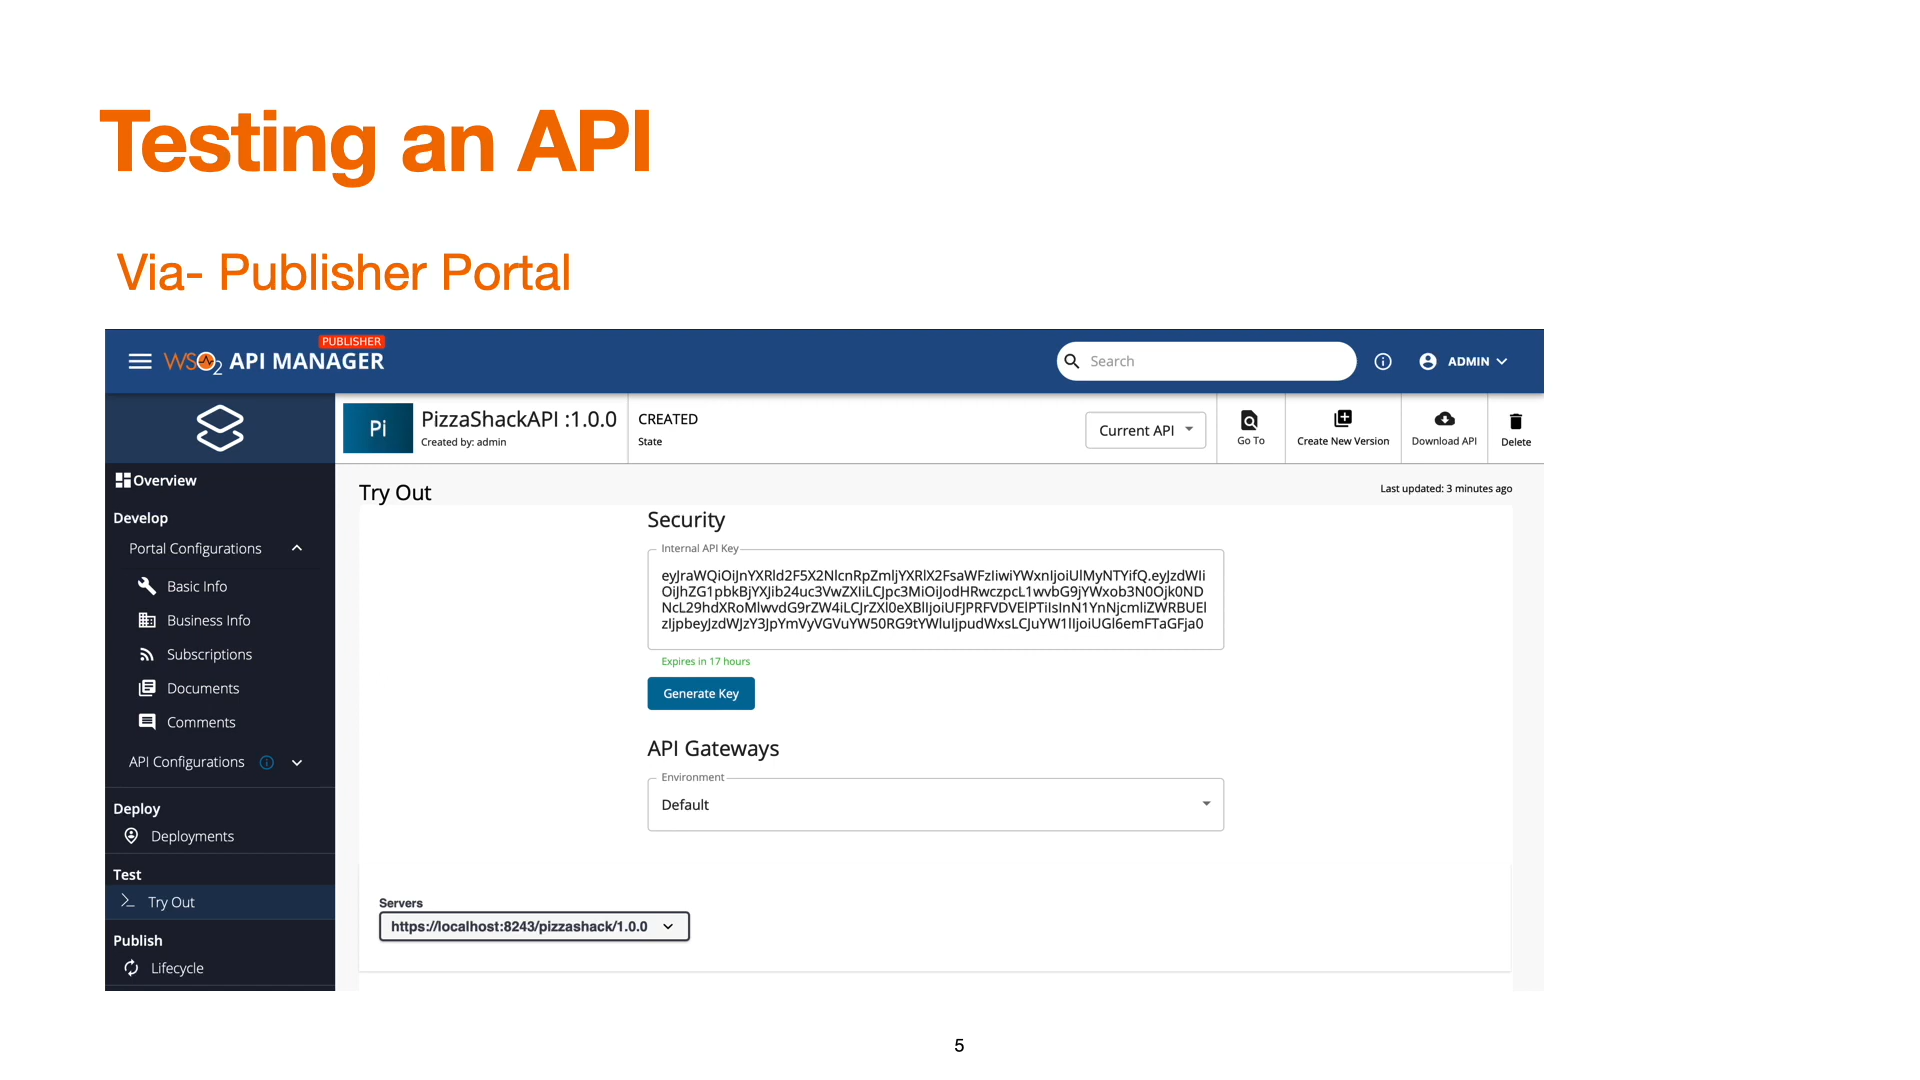 Testing an API
Via- Publisher Portal
PUBLISHER
WSO2 API MANAGER
Search
ADMIN
Pi
PizzaShackAPI :1.0.0
Created by: admin
CREATED
State
Current API
Go To
Create New Version
Download API
Delete
Overview
Develop
Portal Configurations
Basic Info
Business Info
Subscriptions
Documents
Comments
API Configurations
Deploy
Deployments
Test
Try Out
Publish
Lifecycle
Try Out
Last updated: 3 minutes ago
Security
Internal API Key
Expires in 17 hours
Generate Key
API Gateways
Environment
Default
Servers
https://localhost:8243/pizzashack/1.0.0
5